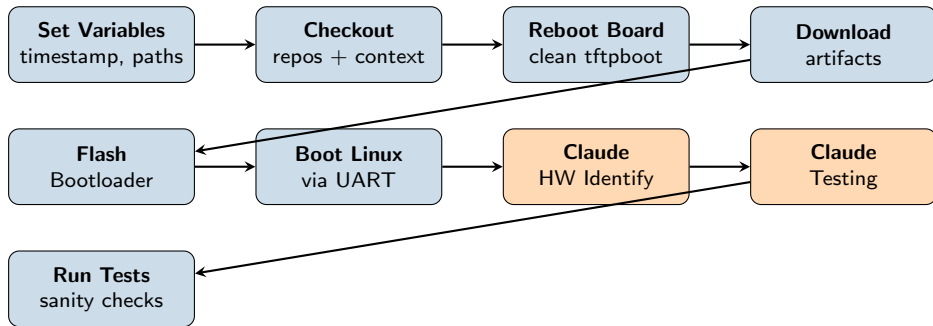 Set Variables
timestamp, paths
Checkout
repos + context
Reboot Board
clean tftpboot
Download
artifacts
Flash
Bootloader
Boot Linux
via UART
Claude
HW Identify
Claude
Testing
Run Tests
sanity checks